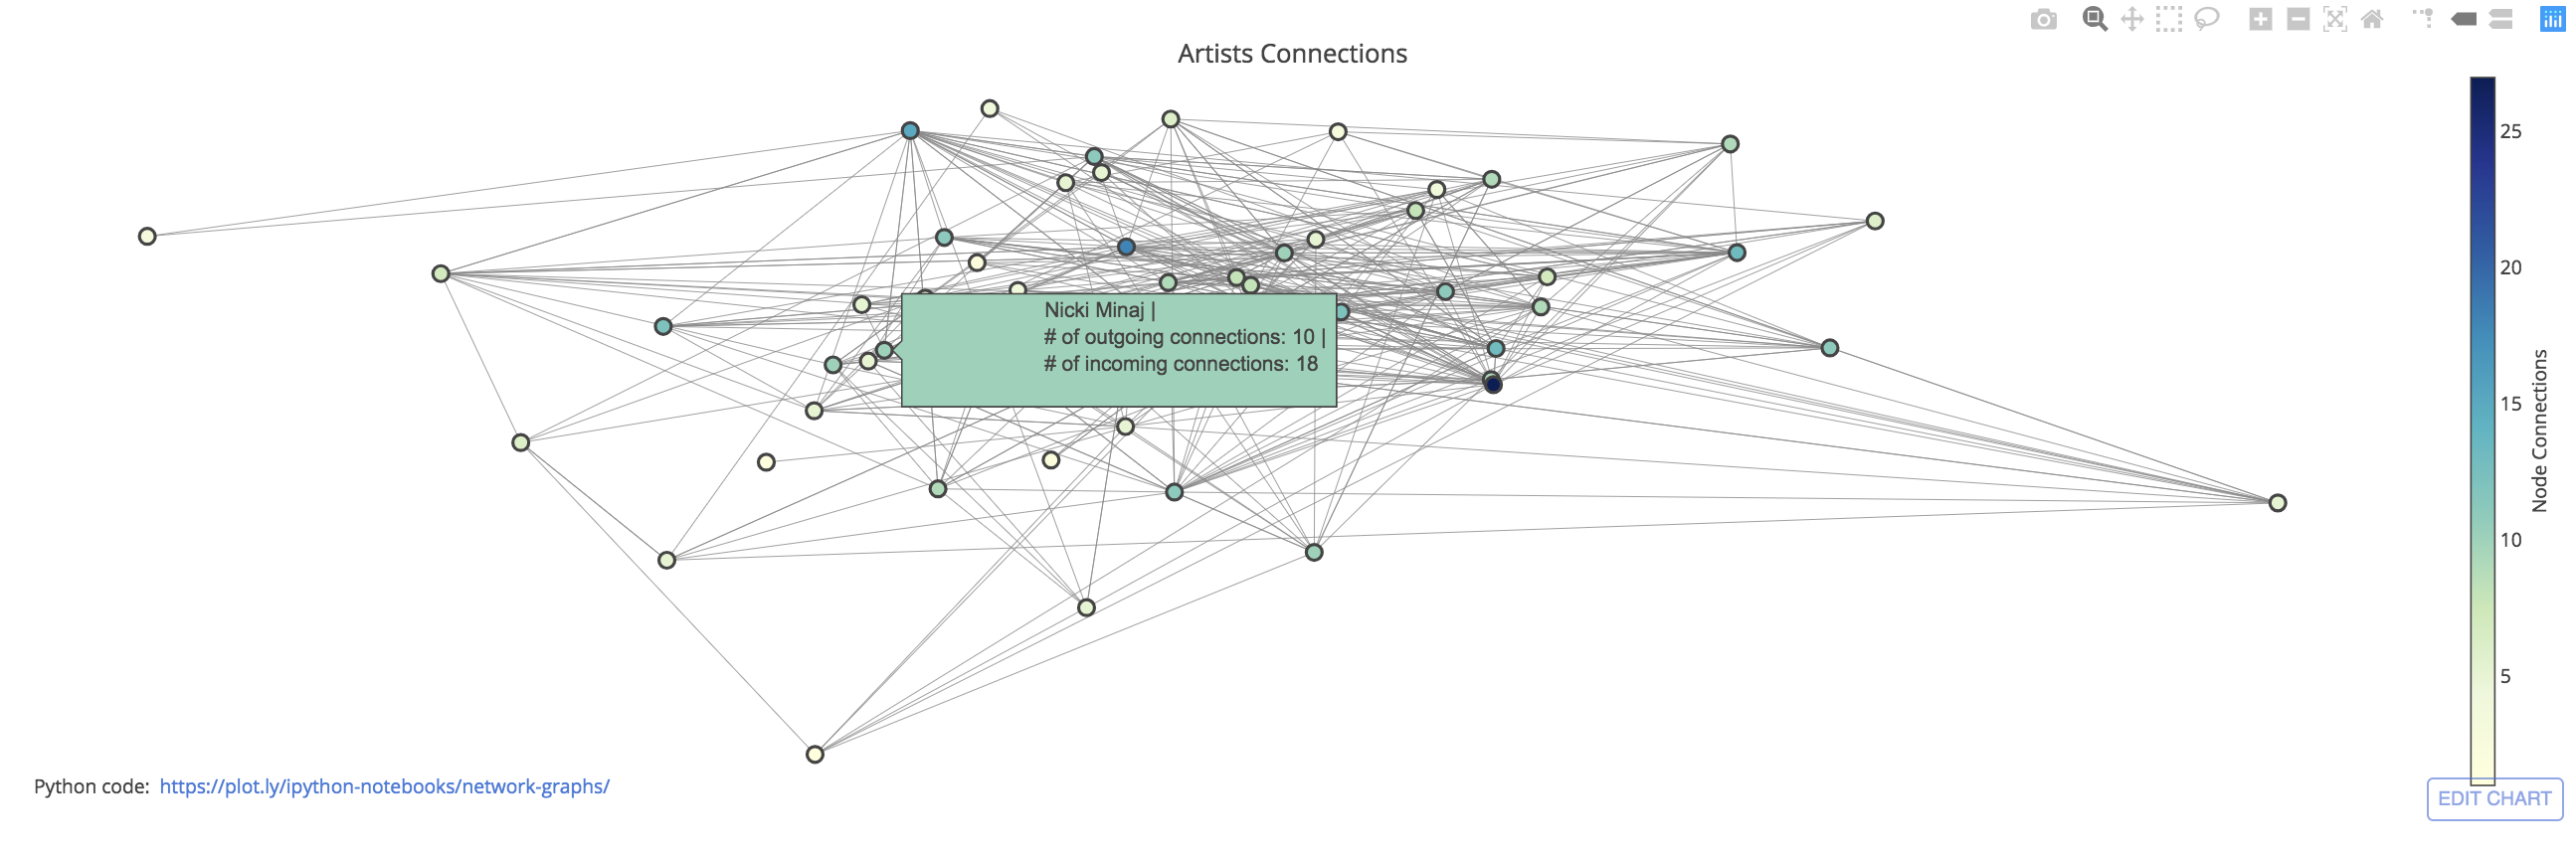 Artists Connections
25
20
15
10
5
Node Connections
Nicki Minaj |
# of outgoing connections: 10 |
# of incoming connections: 18
Python code: https://plot.ly/ipython-notebooks/network-graphs/
EDIT CHART